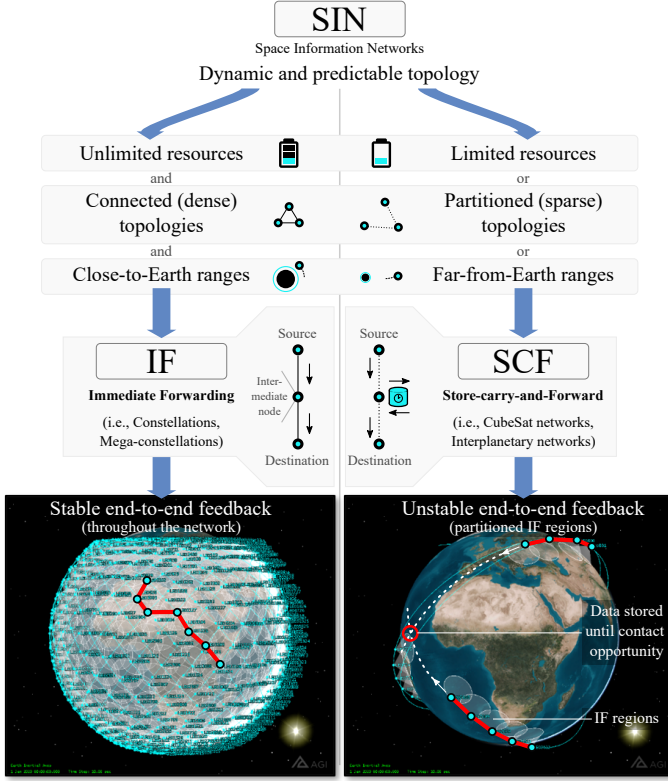 SIN
Space Information Networks
Dynamic and predictable topology
Unlimited resources
Limited resources
and
or
Connected (dense)
topologies
Partitioned (sparse)
topologies
and
or
Close-to-Earth ranges
Far-from-Earth ranges
IF
Immediate Forwarding
(i.e., Constellations,
Mega-constellations)
Source
Inter-
mediate
node
Destination
Source
Destination
SCF
Store-carry-and-Forward
(i.e., CubeSat networks,
Interplanetary networks)
Stable end-to-end feedback
(throughout the network)
Unstable end-to-end feedback
(partitioned IF regions)
Data stored
until contact
opportunity
IF regions
AGI
AGI